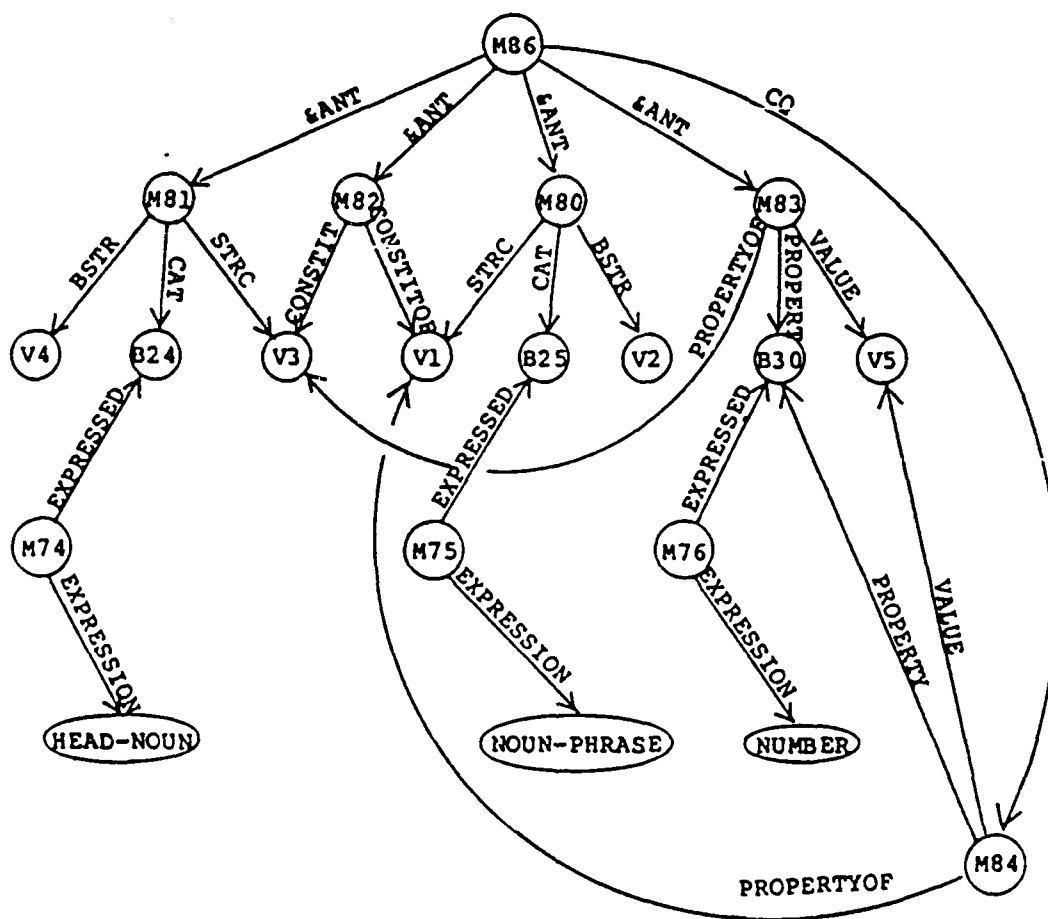 M86
&ANT &ANT &ANT &ANT CQ
M81 M82 M80 M83
BSTR CAT STRC CONSTIT CONSTITOF STRC CAT BSTR PROPERTYOF PROPERTY VALUE
V4 B24 V3 V1 B25 V2 B30 V5
EXPRESSED EXPRESSED EXPRESSED
M74 M75 M76
EXPRESSION EXPRESSION EXPRESSION PROPERTY VALUE
HEAD-NOUN NOUN-PHRASE NUMBER
M84
PROPERTYOF